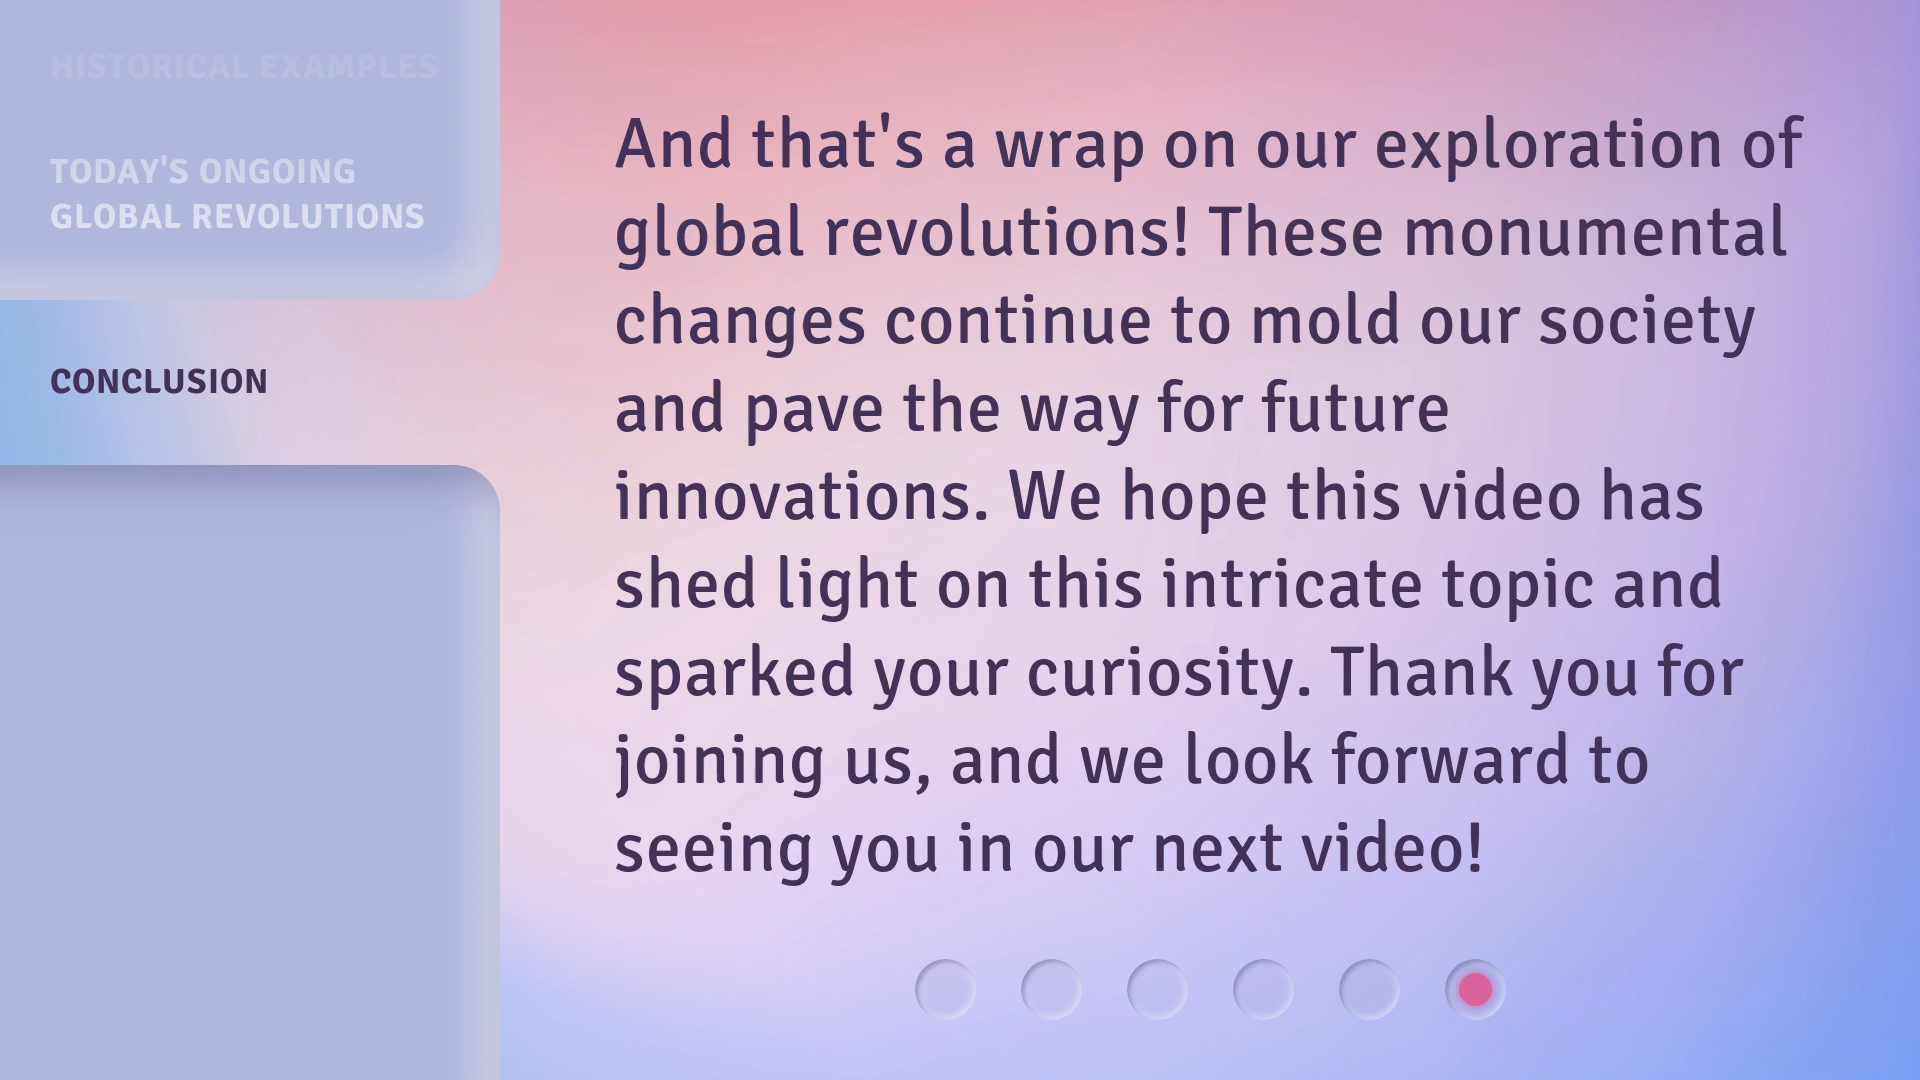 HISTORICAL EXAMPLES
TODAY'S ONGOING
GLOBAL REVOLUTIONS
CONCLUSION
And that's a wrap on our exploration of
global revolutions! These monumental
changes continue to mold our society
and pave the way for future
innovations. We hope this video has
shed light on this intricate topic and
sparked your curiosity. Thank you for
joining us, and we look forward to
seeing you in our next video!